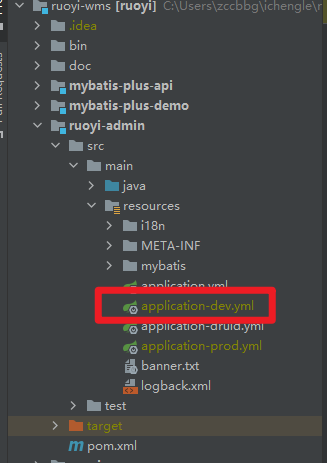 ruoyi-wms [ruoyi] C:\Users\zccbbg\ichengle\r
.idea
bin
doc
mybatis-plus-api
mybatis-plus-demo
ruoyi-admin
src
main
java
resources
i18n
META-INF
mybatis
application.yml
application-dev.yml
application-druid.yml
application-prod.yml
banner.txt
logback.xml
test
target
pom.xml